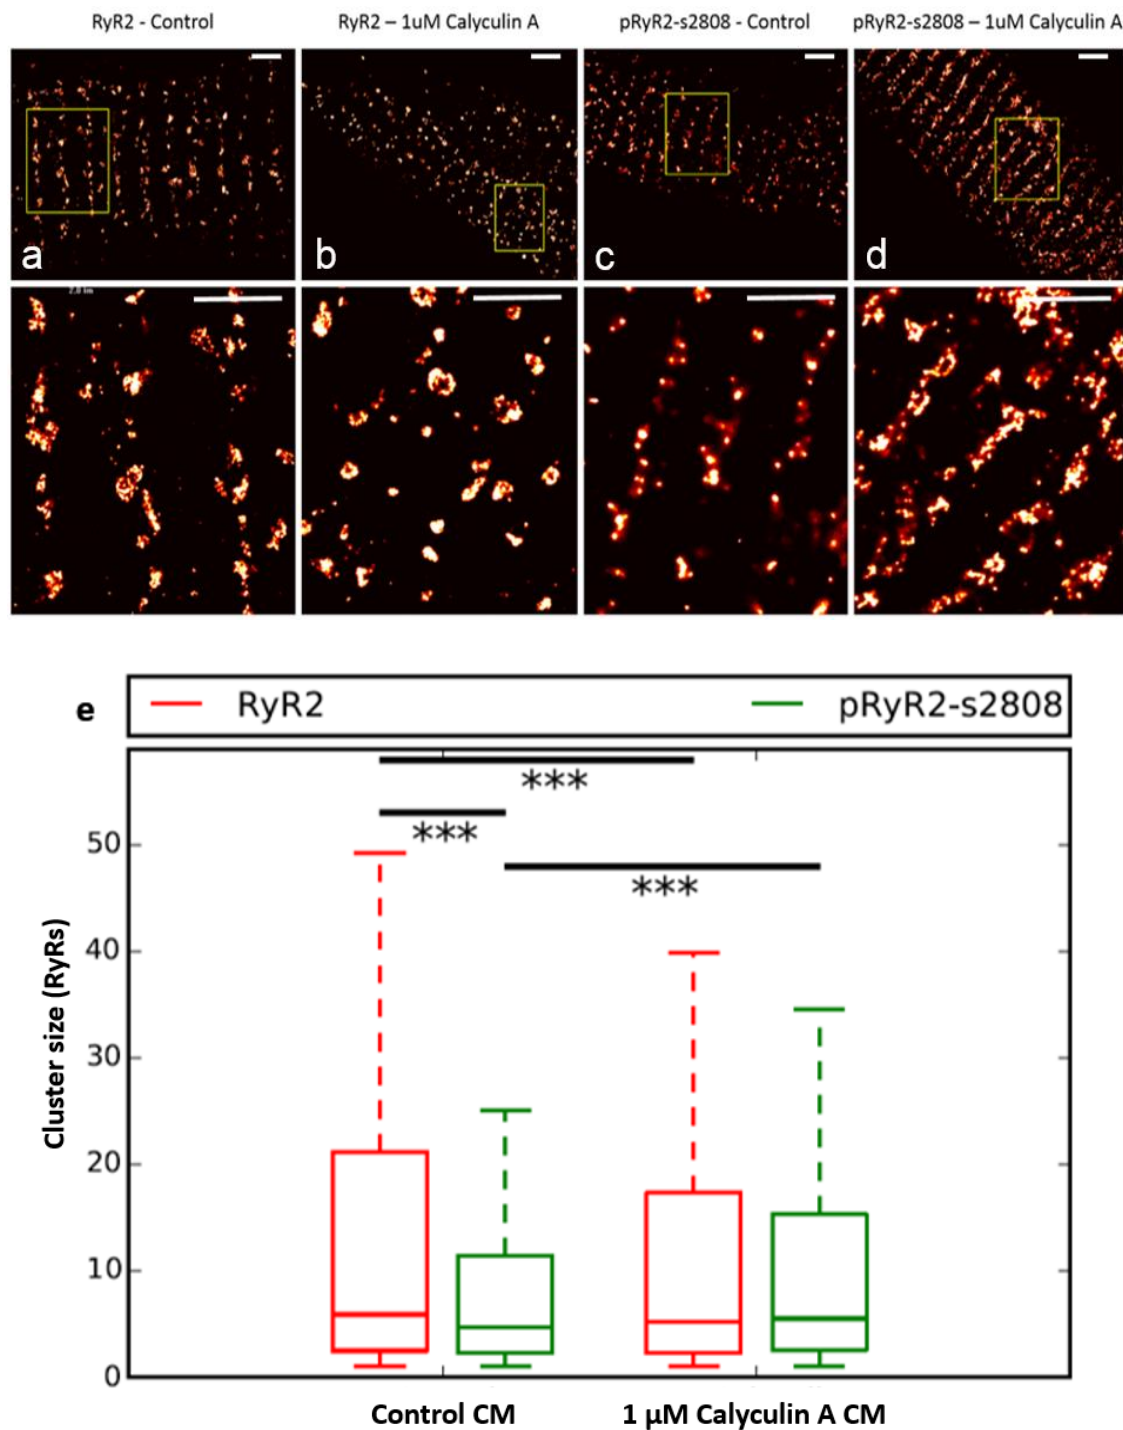 RyR2 - Control
RyR2 – 1uM Calyculin A
pRyR2-s2808 - Control
pRyR2-s2808 – 1uM Calyculin A
a
b
c
d
e
RyR2
pRyR2-s2808
***
***
***
50
40
30
20
10
0
Cluster size (RyRs)
Control CM
1 µM Calyculin A CM